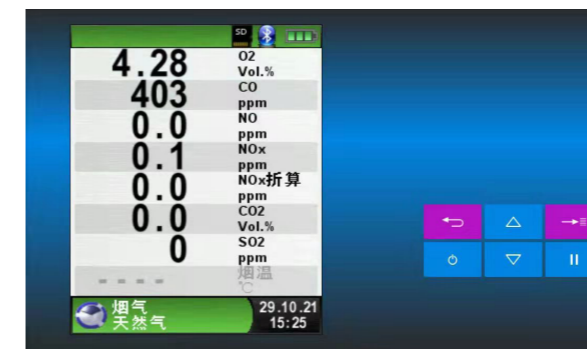 SD
4.28 O2 Vol.%
403 CO ppm
0.0 NO ppm
0.1 NOx ppm
0.0 NOx折算 ppm
0.0 CO2 Vol.%
0 SO2 ppm
---- 烟温 °C
烟气 29.10.21
天然气 15:25